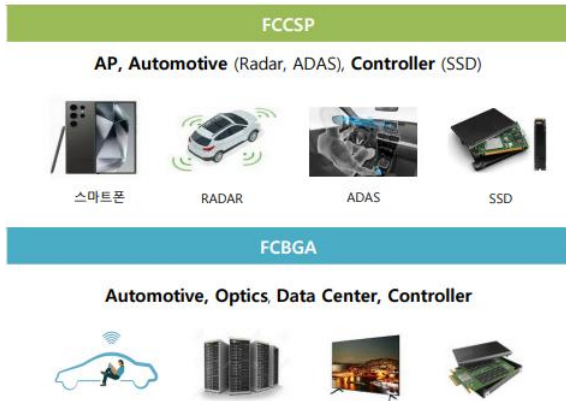 FCCSP
AP, Automotive (Radar, ADAS), Controller (SSD)
스마트폰
RADAR
ADAS
SSD
FCBGA
Automotive, Optics, Data Center, Controller